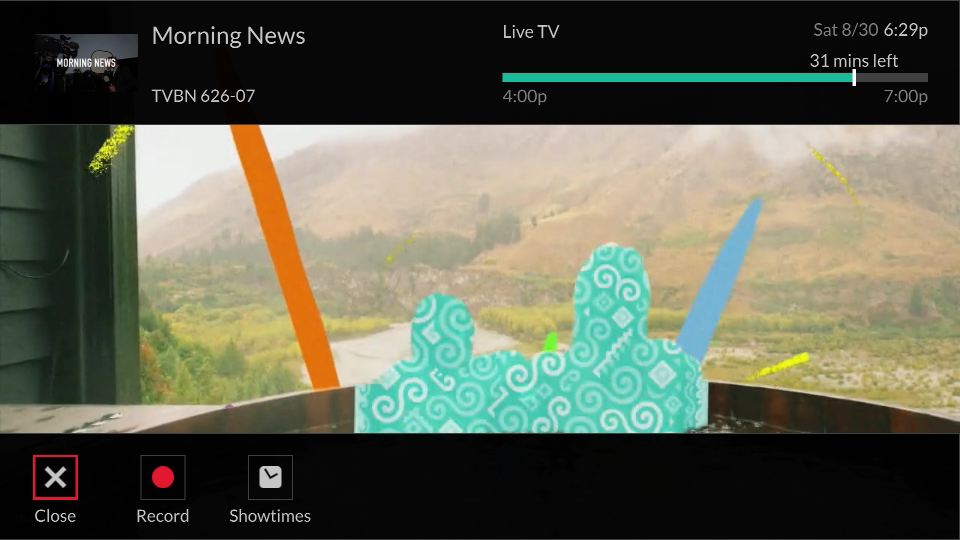 Morning News
Live TV
Sat 8/30 6:29p
31 mins left
MORNING NEWS
TVBN 626-07
4:00p
7:00p
Close
Record
Showtimes